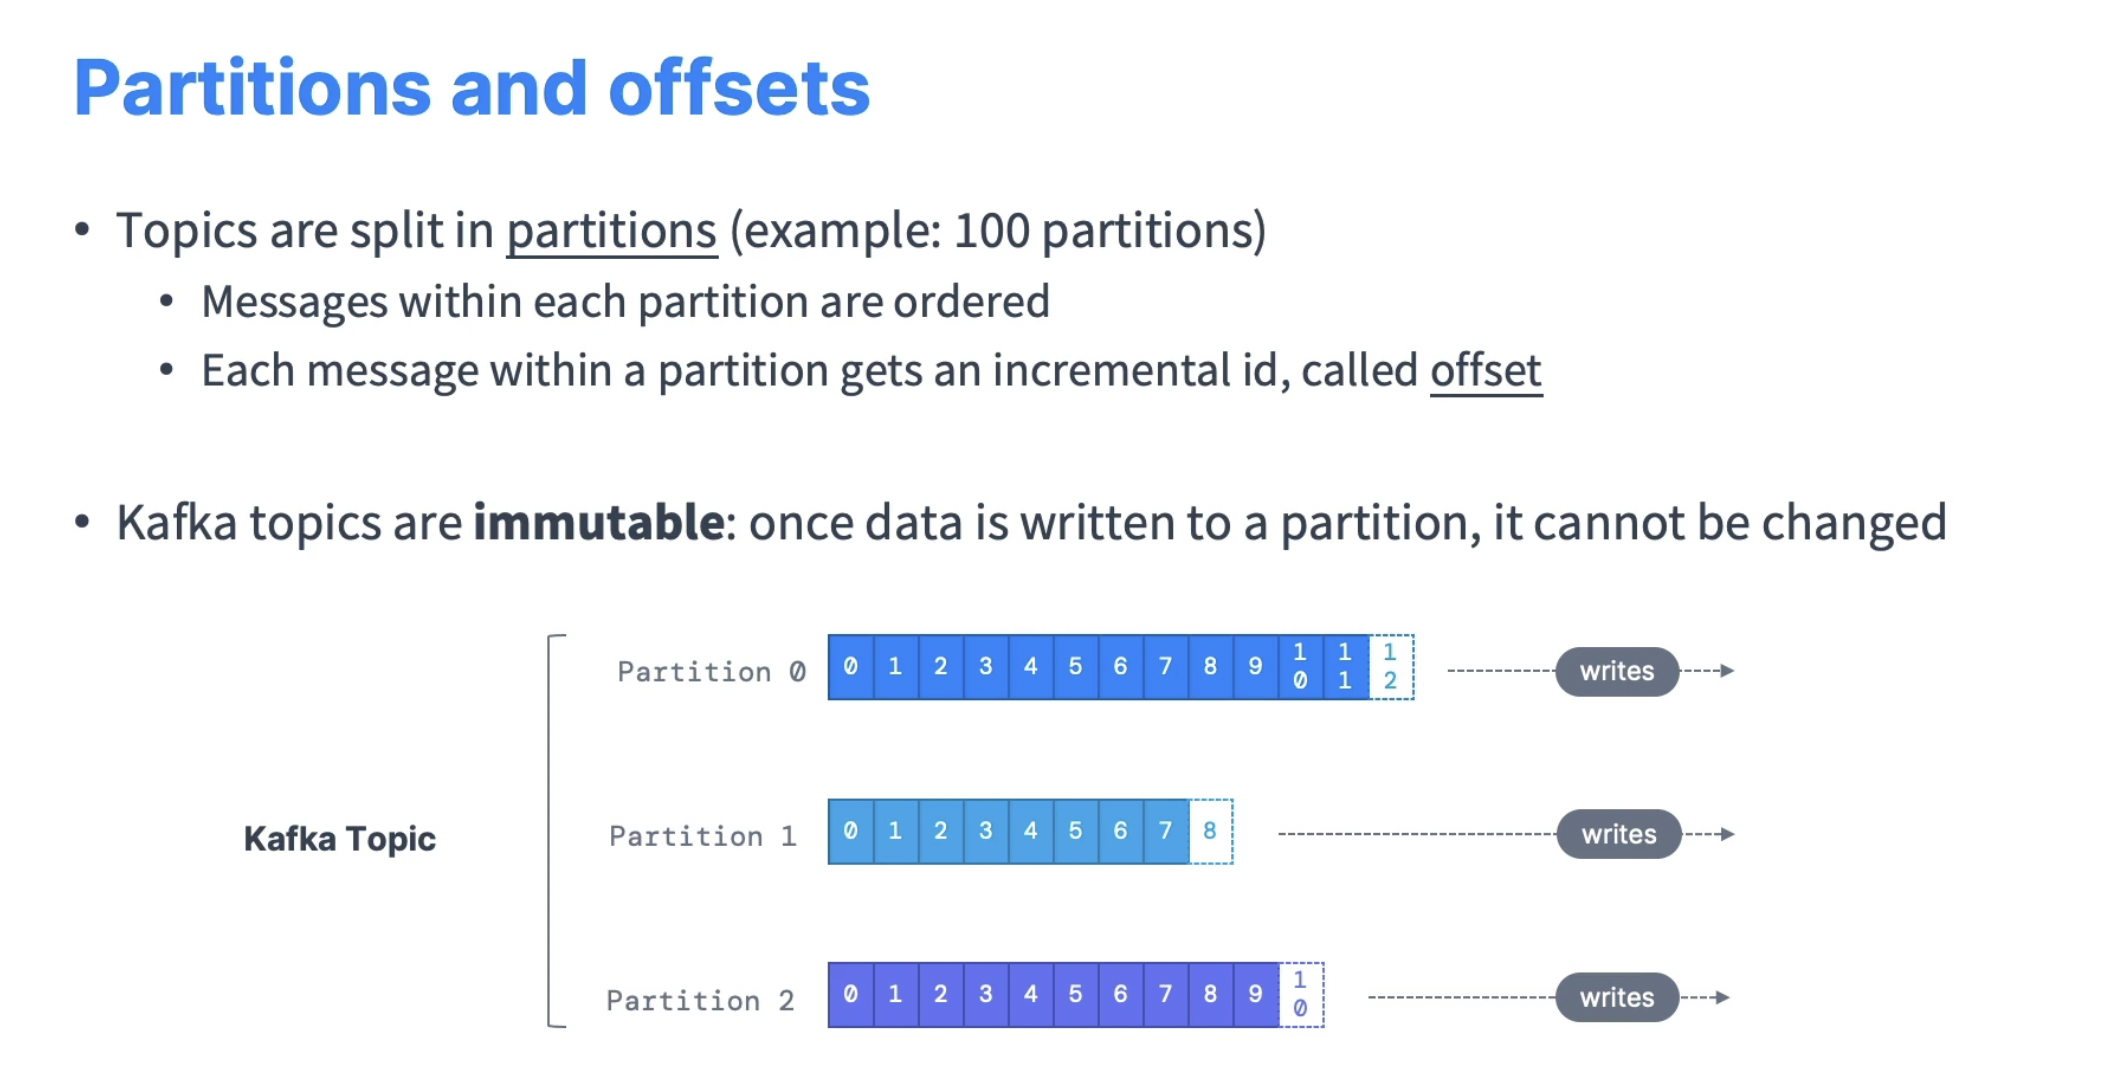 Partitions and offsets
• Topics are split in partitions (example: 100 partitions)
• Messages within each partition are ordered
• Each message within a partition gets an incremental id, called offset
• Kafka topics are immutable: once data is written to a partition, it cannot be changed
Partition 0 0 1 2 3 4 5 6 7 8 9 10 11 12 writes
Kafka Topic
Partition 1 0 1 2 3 4 5 6 7 8 writes
Partition 2 0 1 2 3 4 5 6 7 8 9 10 writes